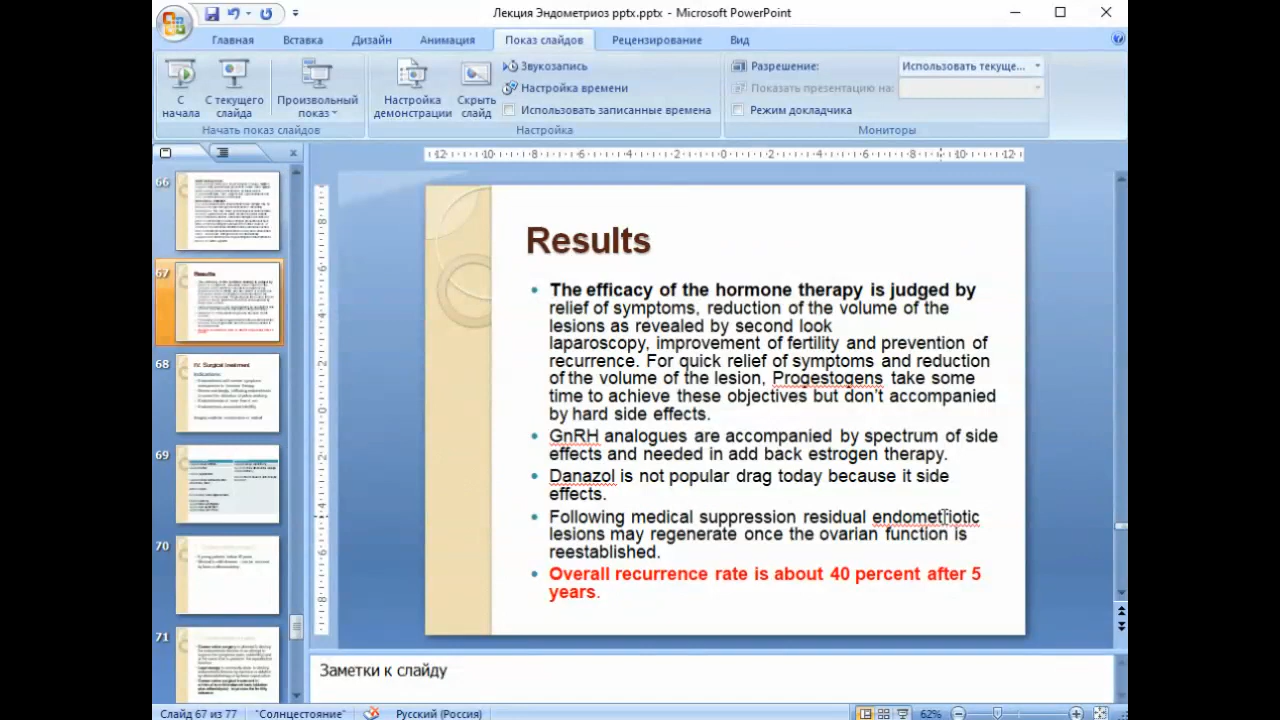 Лекция Эндометриоз pptx.pptx - Microsoft PowerPoint
Главная Вставка Дизайн Анимация Показ слайдов Рецензирование Вид
С начала
С текущего слайда
Произвольный показ
Начать показ слайдов
Настройка демонстрации
Скрыть слайд
Звукозапись
Настройка времени
Использовать записанные времена
Настройка
Разрешение: Использовать текуще...
Показать презентацию на:
Режим докладчика
Мониторы
66
67
68
69
70
71
Results
The efficacy of the hormone therapy is judged by
relief of symptoms, reduction of the volume of the
lesions as revealed by second look
laparoscopy, improvement of fertility and prevention of
recurrence. For quick relief of symptoms and reduction
of the volume of the lesion, Progestogens take some
time to achieve these objectives but don't accompanied
by hard side effects.
GnRH analogues are accompanied by spectrum of side
effects and needed in add back estrogen therapy.
Danazol is not popular drag today because it side
effects.
Following medical suppression residual endometriotic
lesions may regenerate once the ovarian function is
reestablished.
Overall recurrence rate is about 40 percent after 5
years.
Заметки к слайду
Слайд 67 из 77 "Солнцестояние" Русский (Россия) 62%